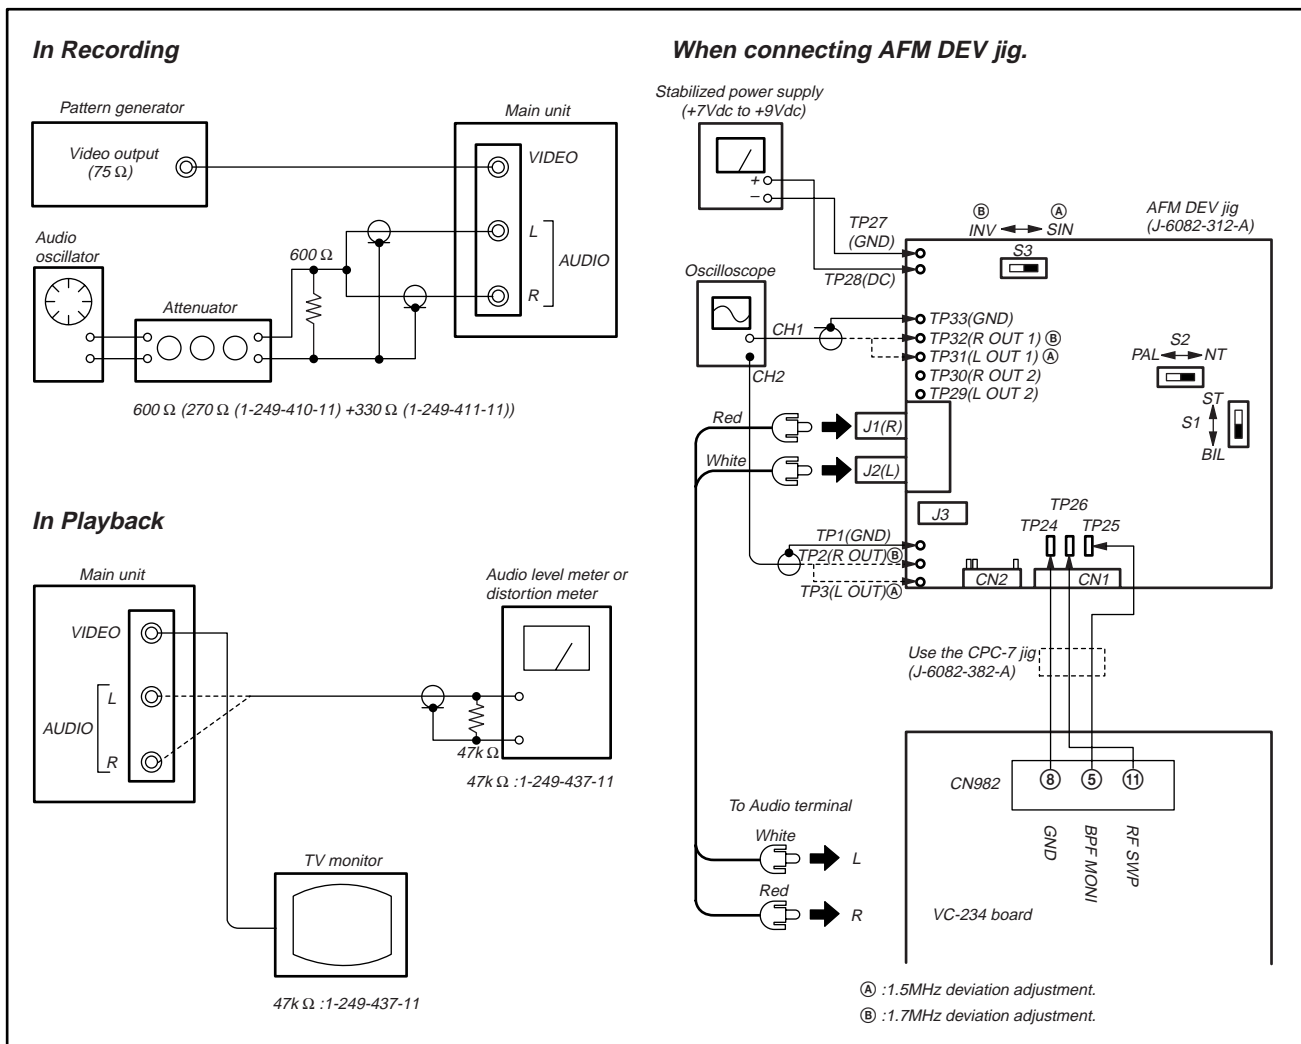 In Recording
Pattern generator
Video output
(75 Ω)
Main unit
VIDEO
L
AUDIO
R
Audio
oscillator
Attenuator
600 Ω
600 Ω (270 Ω (1-249-410-11) +330 Ω (1-249-411-11))
In Playback
Main unit
VIDEO
L
AUDIO
R
Audio level meter or
distortion meter
47k Ω
47k Ω :1-249-437-11
TV monitor
47k Ω :1-249-437-11
When connecting AFM DEV jig.
Stabilized power supply
(+7Vdc to +9Vdc)
+
–
TP27
(GND)
TP28(DC)
Ⓑ Ⓐ
INV SIN
S3
AFM DEV jig
(J-6082-312-A)
Oscilloscope
CH1
CH2
TP33(GND)
TP32(R OUT 1) Ⓑ
TP31(L OUT 1) Ⓐ
TP30(R OUT 2)
TP29(L OUT 2)
S2
PAL NT
ST
S1
BIL
Red
J1(R)
White
J2(L)
J3
TP26
TP24 TP25
TP1(GND)
TP2(R OUT) Ⓑ
TP3(L OUT) Ⓐ
CN2
CN1
Use the CPC-7 jig
(J-6082-382-A)
CN982
⑧ ⑤ ⑪
GND
BPF MONI
RF SWP
VC-234 board
To Audio terminal
White
L
Red
R
Ⓐ :1.5MHz deviation adjustment.
Ⓑ :1.7MHz deviation adjustment.